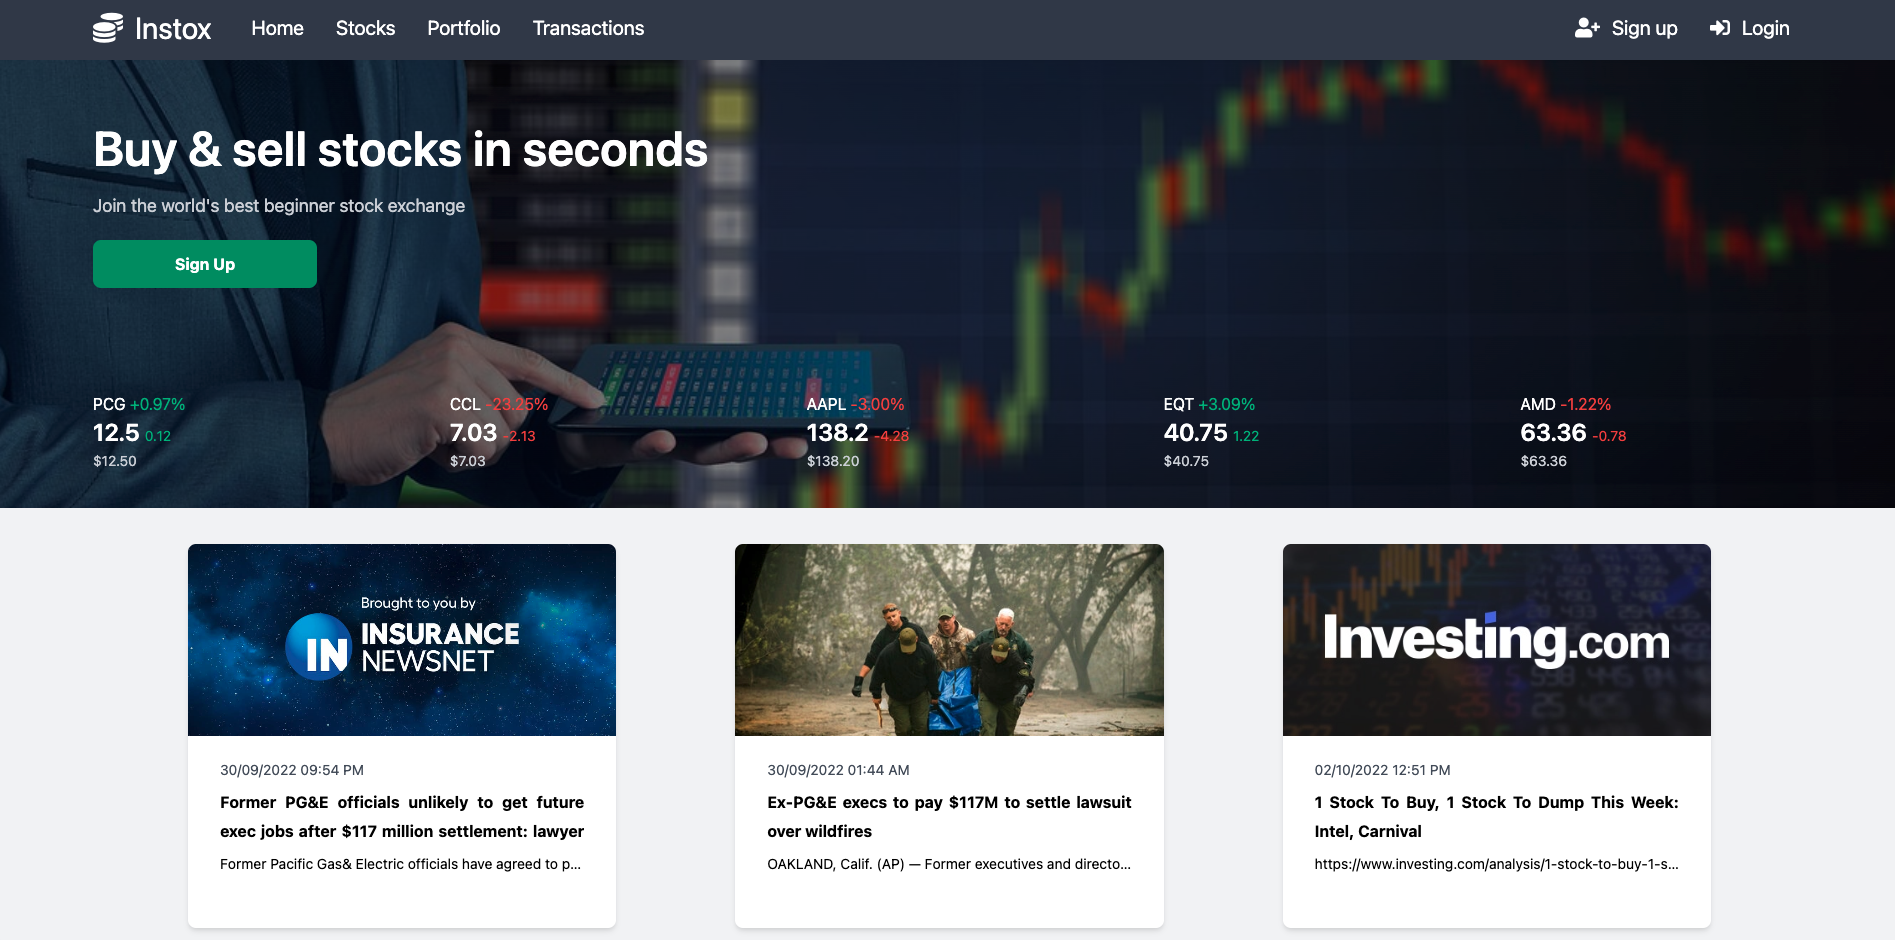 Instox Home Stocks Portfolio Transactions Sign up Login
Buy & sell stocks in seconds
Join the world's best beginner stock exchange
Sign Up
PCG +0.97%
12.5 0.12
$12.50
CCL -23.25%
7.03 -2.13
$7.03
AAPL -3.00%
138.2 -4.28
$138.20
EQT +3.09%
40.75 1.22
$40.75
AMD -1.22%
63.36 -0.78
$63.36
Brought to you by
IN INSURANCE
NEWSNET
30/09/2022 09:54 PM
Former PG&E officials unlikely to get future
exec jobs after $117 million settlement: lawyer
Former Pacific Gas& Electric officials have agreed to p...
30/09/2022 01:44 AM
Ex-PG&E execs to pay $117M to settle lawsuit
over wildfires
OAKLAND, Calif. (AP) — Former executives and directo...
Investing.com
02/10/2022 12:51 PM
1 Stock To Buy, 1 Stock To Dump This Week:
Intel, Carnival
https://www.investing.com/analysis/1-stock-to-buy-1-s...